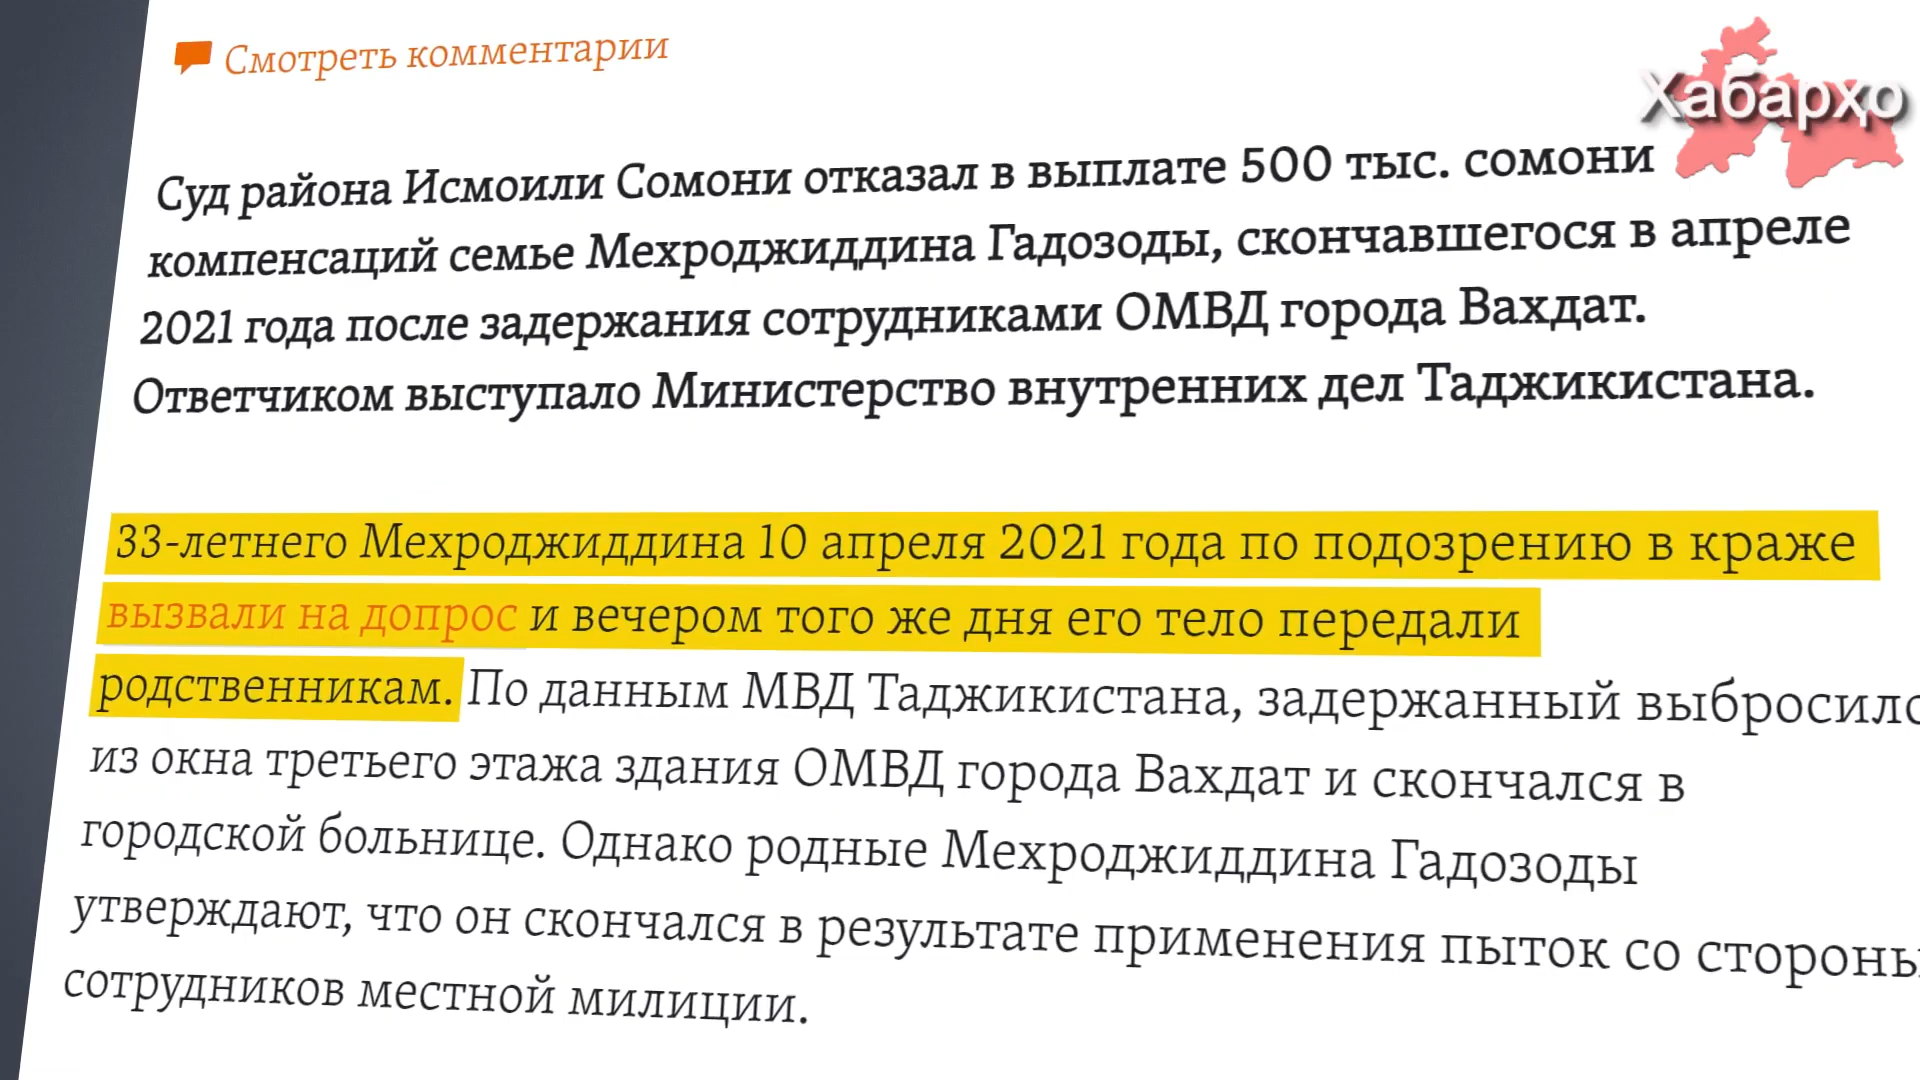 Смотреть комментарии
Хабарҳо
Суд района Исмоили Сомони отказал в выплате 500 тыс. сомони
компенсаций семье Мехроджиддина Гадозоды, скончавшегося в апреле
2021 года после задержания сотрудниками ОМВД города Вахдат.
Ответчиком выступало Министерство внутренних дел Таджикистана.
33-летнего Мехроджиддина 10 апреля 2021 года по подозрению в краже
вызвали на допрос и вечером того же дня его тело передали
родственникам. По данным МВД Таджикистана, задержанный
из окна третьего этажа здания ОМВД города Вахдат и скончался в
городской больнице. Однако родные Мехроджиддина Гадозоды
утверждают, что он скончался в результате применения пыток со стороны
сотрудников местной милиции.